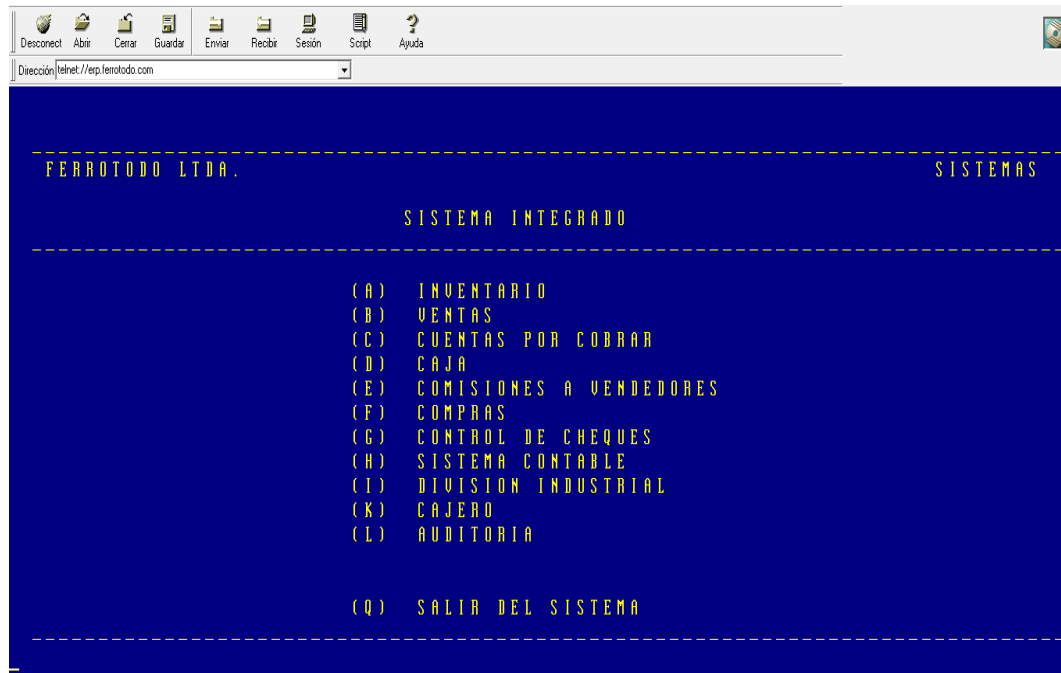 Desconect Abrir Cerrar Guardar Enviar Recibir Sesión Script Ayuda
Dirección telnet://erp.ferrotodo.com
FERROTODO LTDA. SISTEMAS
SISTEMA INTEGRADO
(A) INVENTARIO
(B) VENTAS
(C) CUENTAS POR COBRAR
(D) CAJA
(E) COMISIONES A VENDEDORES
(F) COMPRAS
(G) CONTROL DE CHEQUES
(H) SISTEMA CONTABLE
(I) DIVISION INDUSTRIAL
(K) CAJERO
(L) AUDITORIA
(Q) SALIR DEL SISTEMA